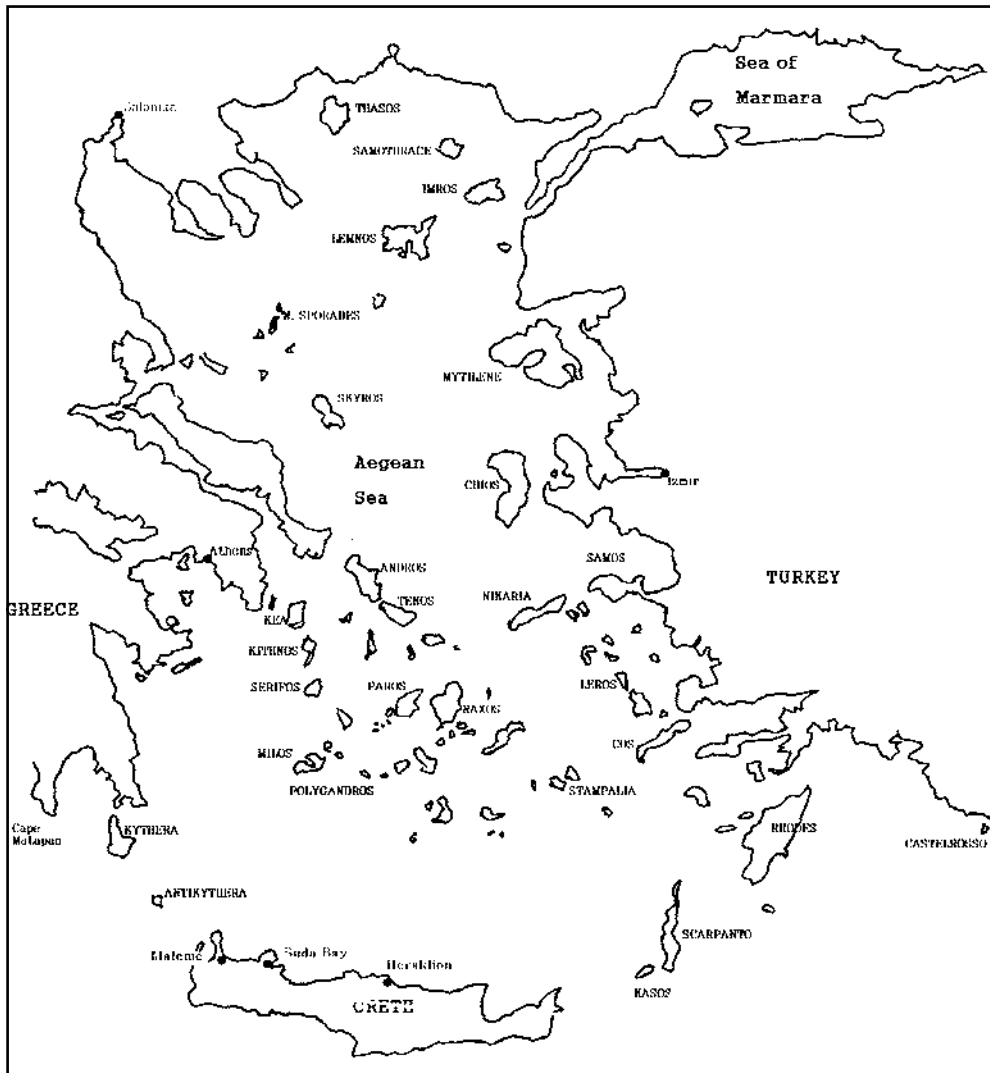 Sea of
Marmara
Salonika
THASOS
SAMOTHRACE
IMROS
LEMNOS
N. SPORADES
MYTILENE
SKYROS
Aegean
Sea
CHIOS
Izmir
Athens
ANDROS
SAMOS
TURKEY
GREECE
TENOS
NIKARIA
KEA
KITHNOS
SERIFOS
PAROS
NAXOS
LEROS
MILOS
COS
POLYCANDROS
STAMPALIA
Cape
Matapan
KYTHERA
RHODES
CASTELROSSO
ANTIKYTHERA
SCARPANTO
Maleme
Suda Bay
Heraklion
KASOS
CRETE